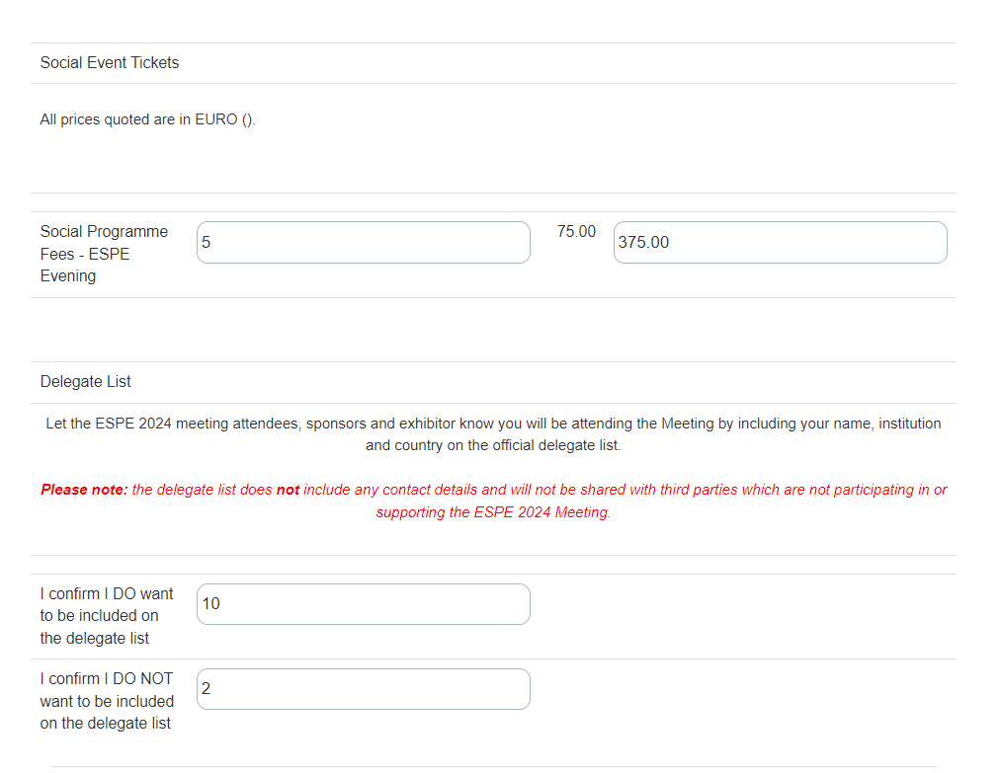 Social Event Tickets
All prices quoted are in EURO ().
Social Programme
Fees - ESPE
Evening
5
75.00
375.00
Delegate List
Let the ESPE 2024 meeting attendees, sponsors and exhibitor know you will be attending the Meeting by including your name, institution
and country on the official delegate list.
Please note: the delegate list does not include any contact details and will not be shared with third parties which are not participating in or
supporting the ESPE 2024 Meeting.
I confirm I DO want
to be included on
the delegate list
10
I confirm I DO NOT
want to be included
on the delegate list
2